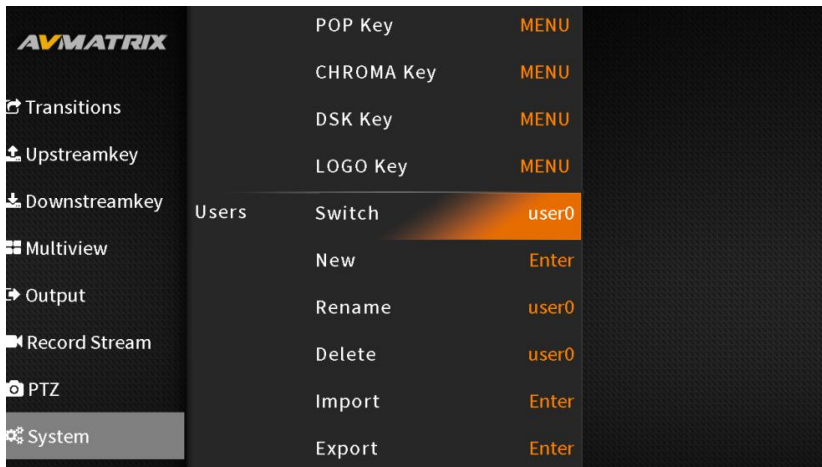 AVMATRIX
Transitions
Upstreamkey
Downstreamkey
Multiview
Output
Record Stream
PTZ
System
POP Key MENU
CHROMA Key MENU
DSK Key MENU
LOGO Key MENU
Users Switch user0
New Enter
Rename user0
Delete user0
Import Enter
Export Enter